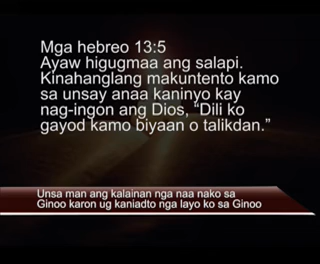 Mga hebreo 13:5
Ayaw higugmaa ang salapi.
Kinahanglang makuntento kamo
sa unsay anaa kaninyo kay
nag-ingon ang Dios, “Dili ko
gayod kamo biyaan o talikdan.”
Unsa man ang kalainan nga naa nako sa
Ginoo karon ug kaniadto nga layo ko sa Ginoo